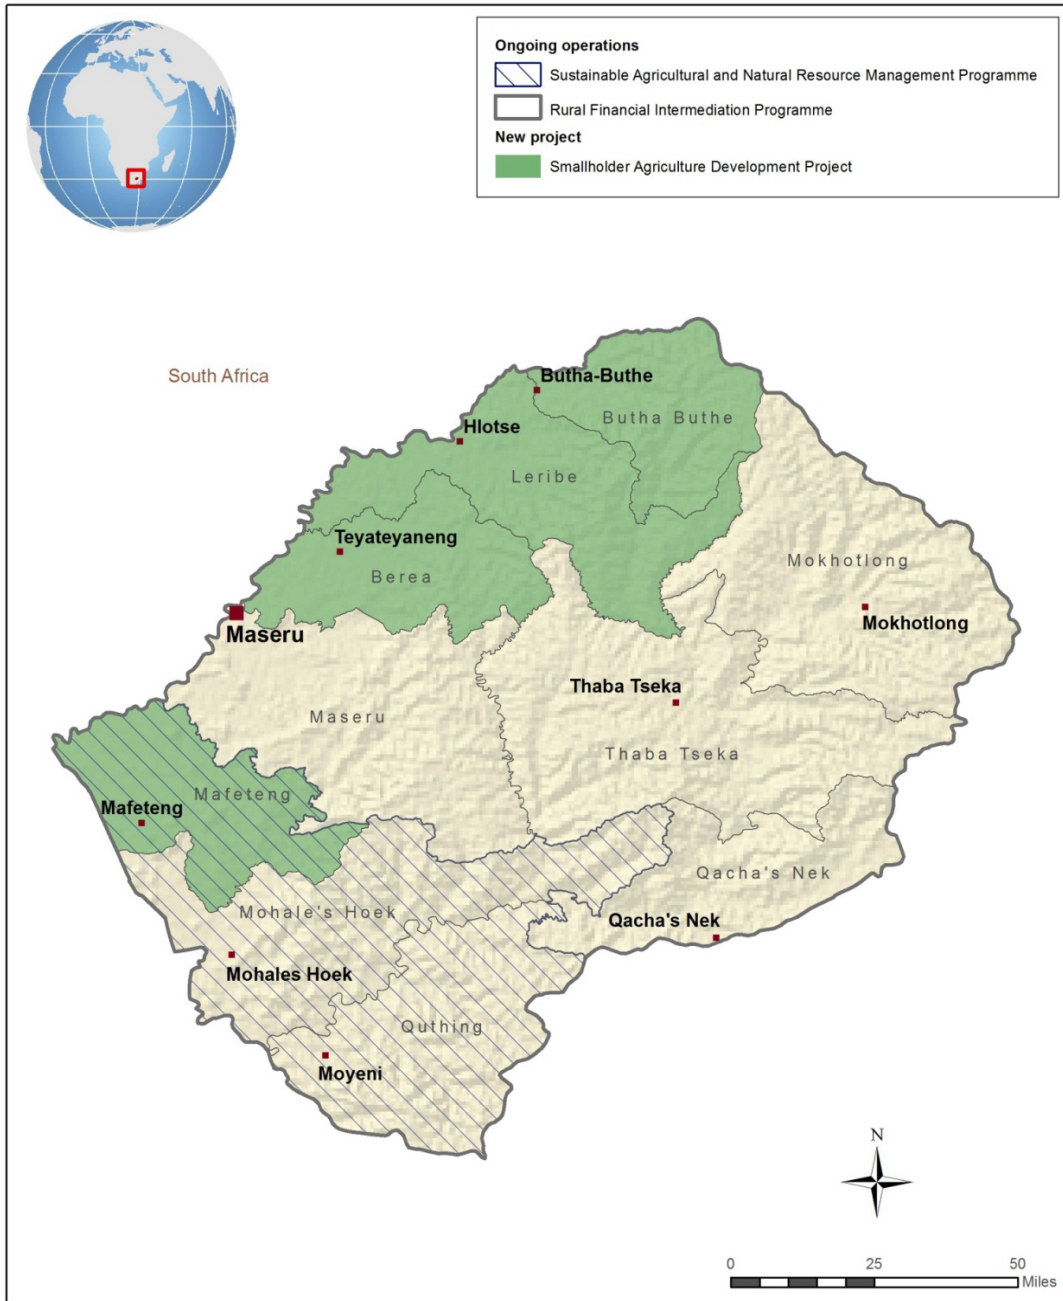 Ongoing operations
Sustainable Agricultural and Natural Resource Management Programme
Rural Financial Intermediation Programme
New project
Smallholder Agriculture Development Project
South Africa
Butha-Buthe
Butha Buthe
Hlotse
Leribe
Teyateyaneng
Berea
Mokhotlong
Mokhotlong
Maseru
Thaba Tseka
Maseru
Thaba Tseka
Mafeteng
Mafeteng
Qacha's Nek
Mohale's Hoek
Qacha's Nek
Mohales Hoek
Quthing
Moyeni
N
0 25 50
Miles